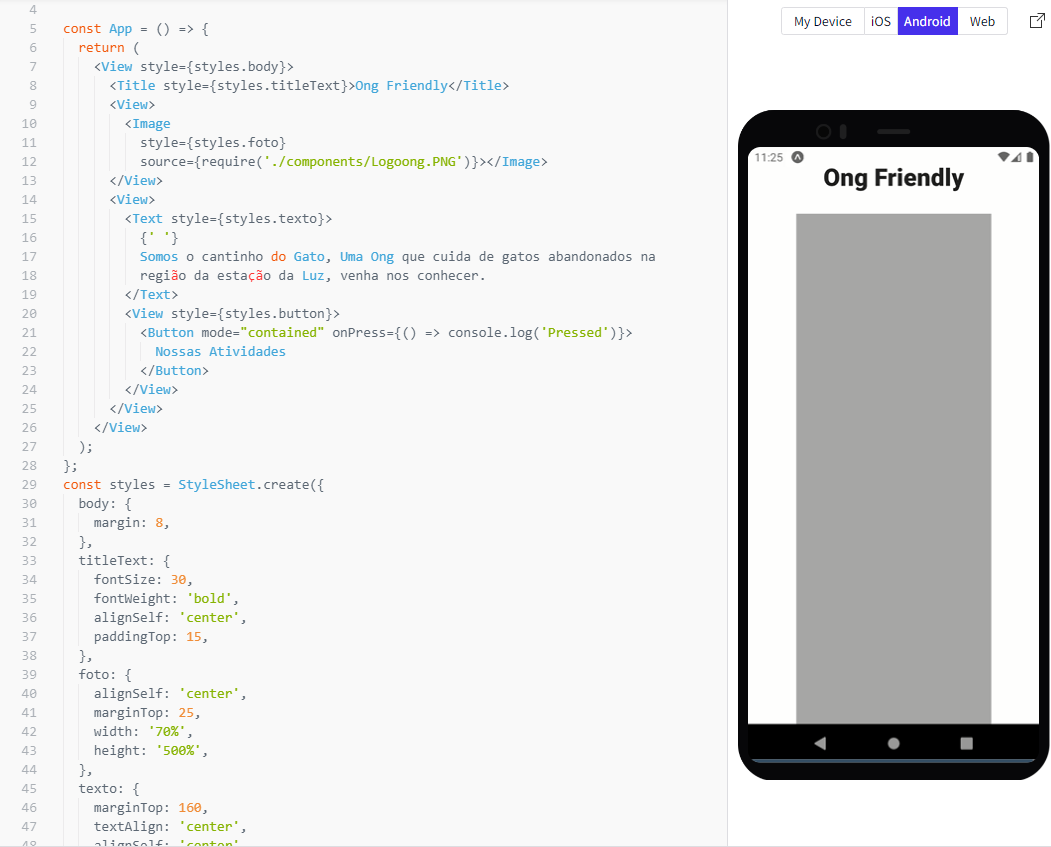 4
5 const App = () => {
6 return (
7 <View style={styles.body}>
8 <Title style={styles.titleText}>Ong Friendly</Title>
9 <View>
10 <Image
11 style={styles.foto}
12 source={require('./components/Logoong.PNG')}></Image>
13 </View>
14 <View>
15 <Text style={styles.texto}>
16 {' '}
17 Somos o cantinho do Gato, Uma Ong que cuida de gatos abandonados na
18 região da estação da Luz, venha nos conhecer.
19 </Text>
20 <View style={styles.button}>
21 <Button mode="contained" onPress={() => console.log('Pressed')}>
22 Nossas Atividades
23 </Button>
24 </View>
25 </View>
26 </View>
27 );
28 };
29 const styles = StyleSheet.create({
30 body: {
31 margin: 8,
32 },
33 titleText: {
34 fontSize: 30,
35 fontWeight: 'bold',
36 alignSelf: 'center',
37 paddingTop: 15,
38 },
39 foto: {
40 alignSelf: 'center',
41 marginTop: 25,
42 width: '70%',
43 height: '500%',
44 },
45 texto: {
46 marginTop: 160,
47 textAlign: 'center',
48 alignSelf: 'center',
My Device iOS Android Web
11:25
Ong Friendly